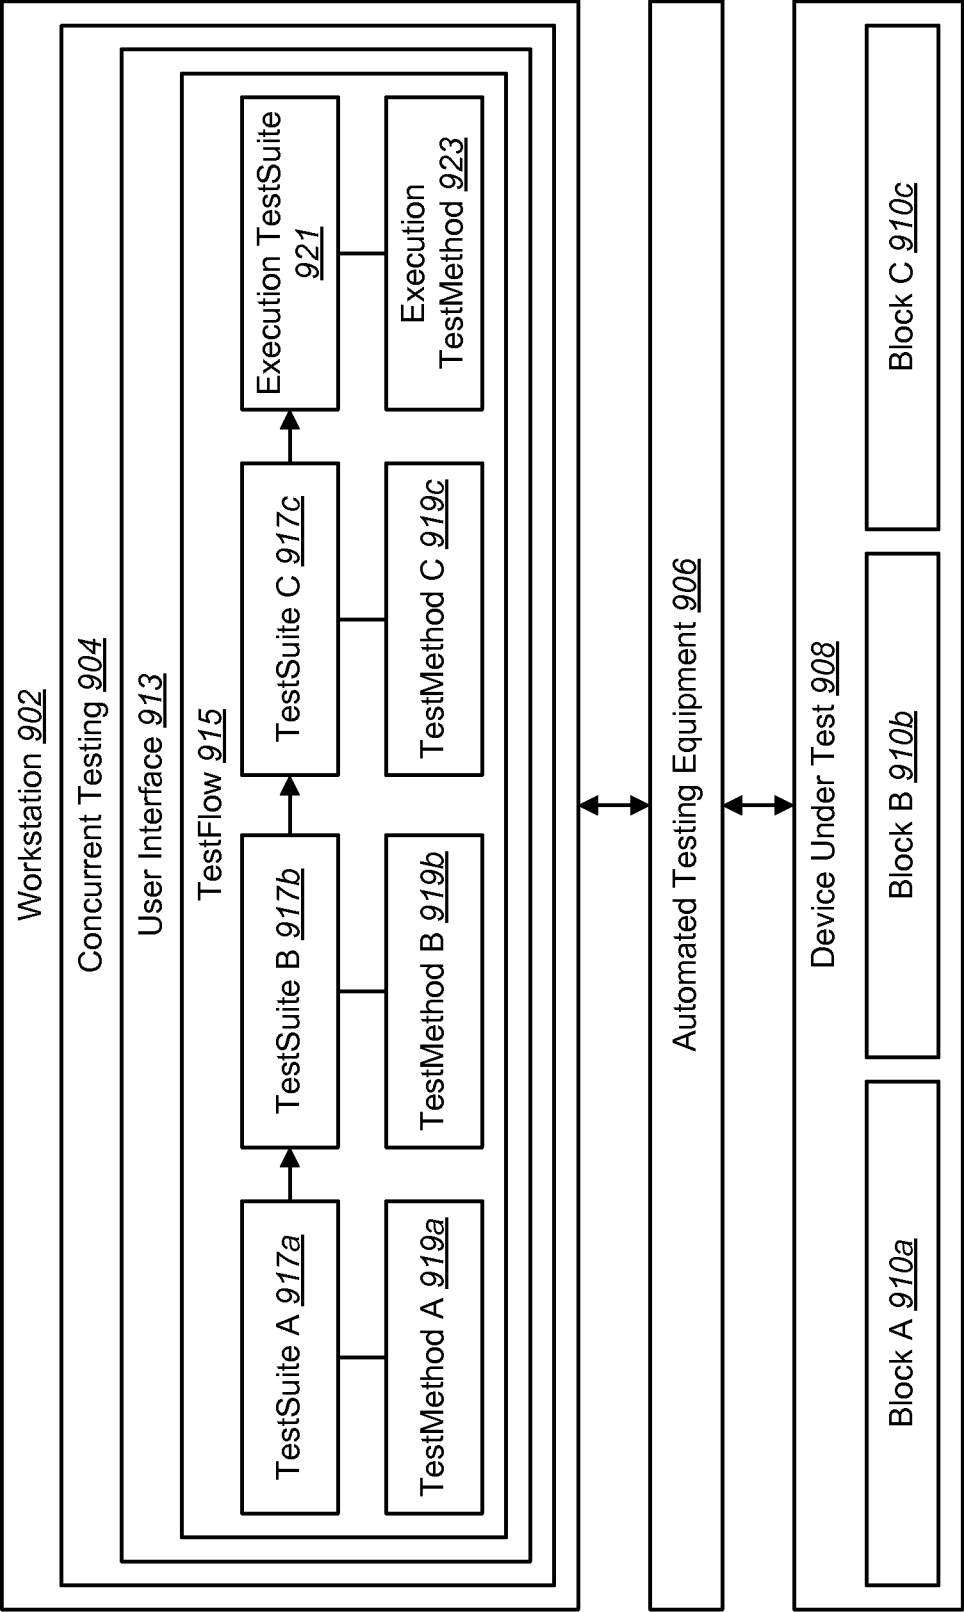 Workstation 902
Concurrent Testing 904
User Interface 913
TestFlow 915
TestSuite A 917a
TestSuite B 917b
TestSuite C 917c
Execution TestSuite
921
TestMethod A 919a
TestMethod B 919b
TestMethod C 919c
Execution
TestMethod 923
Automated Testing Equipment 906
Device Under Test 908
Block A 910a
Block B 910b
Block C 910c